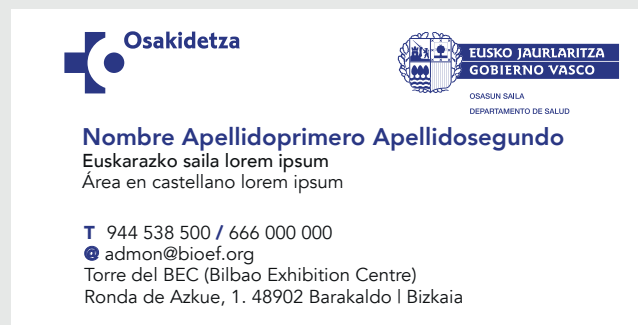 Osakidetza
EUSKO JAURLARITZA
GOBIERNO VASCO
OSASUN SAILA
DEPARTAMENTO DE SALUD
Nombre Apellidoprimero Apellidosegundo
Euskarazko saila lorem ipsum
Área en castellano lorem ipsum
T 944 538 500 / 666 000 000
@ admon@bioef.org
Torre del BEC (Bilbao Exhibition Centre)
Ronda de Azkue, 1. 48902 Barakaldo | Bizkaia